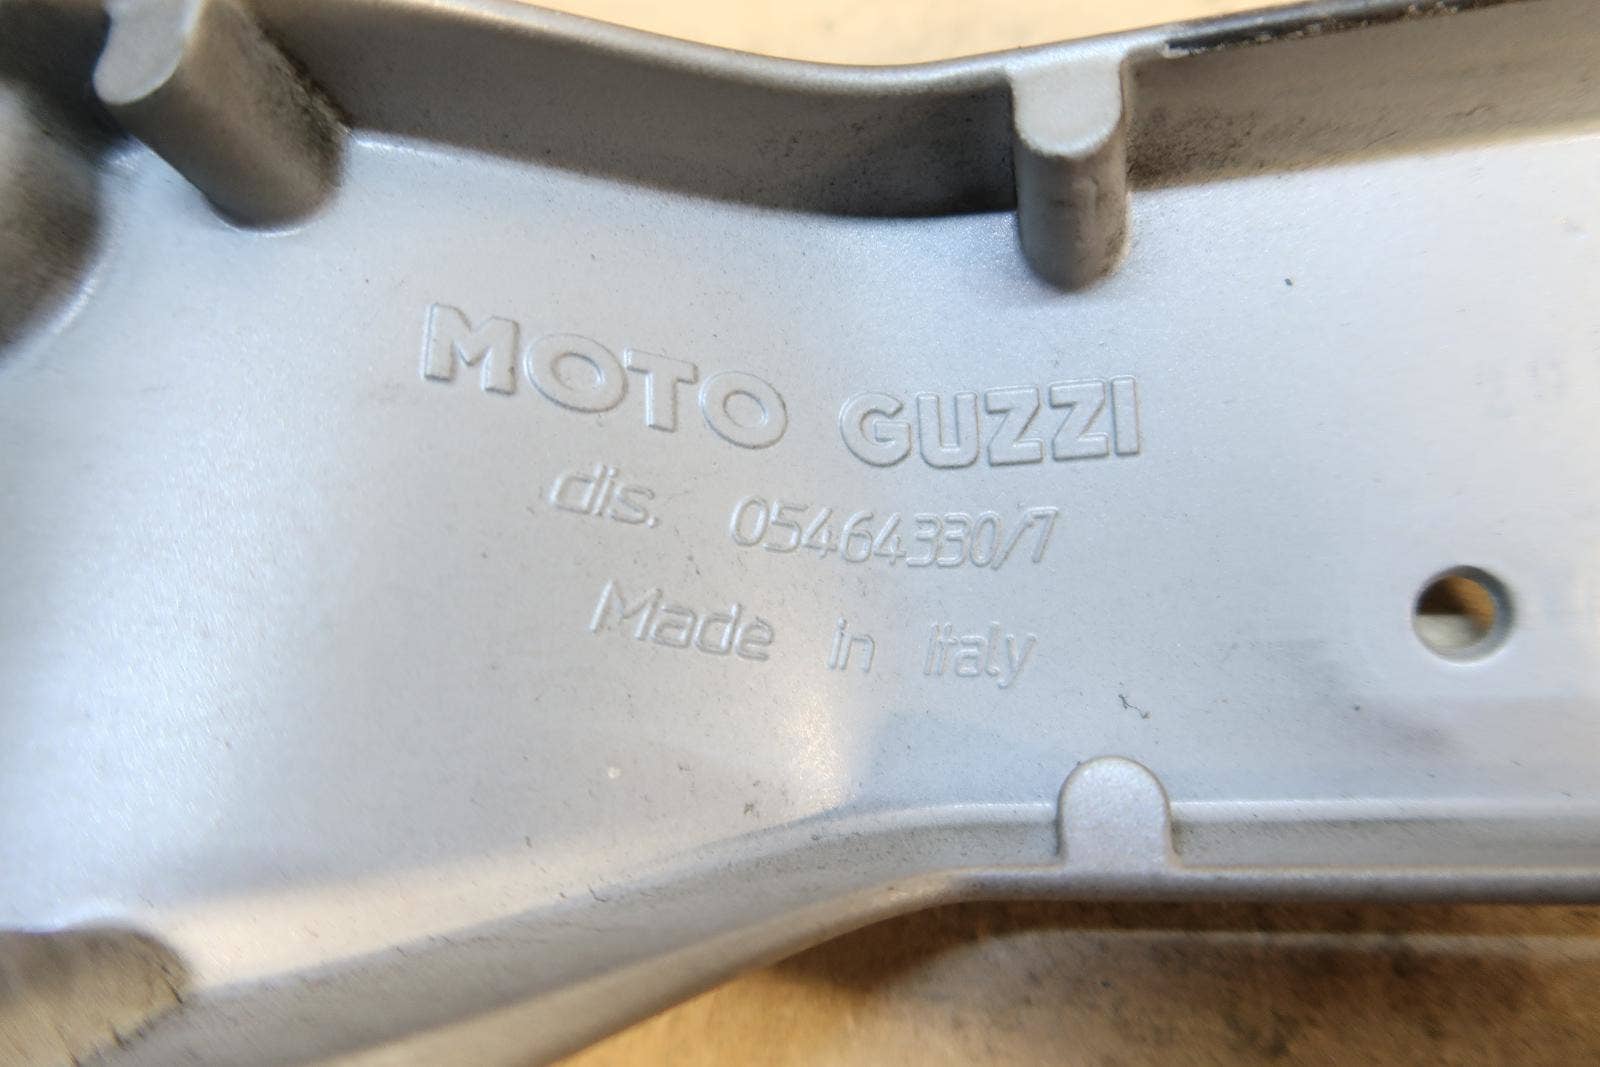 MOTO GUZZI
dis. 05464330/7
Made in Italy